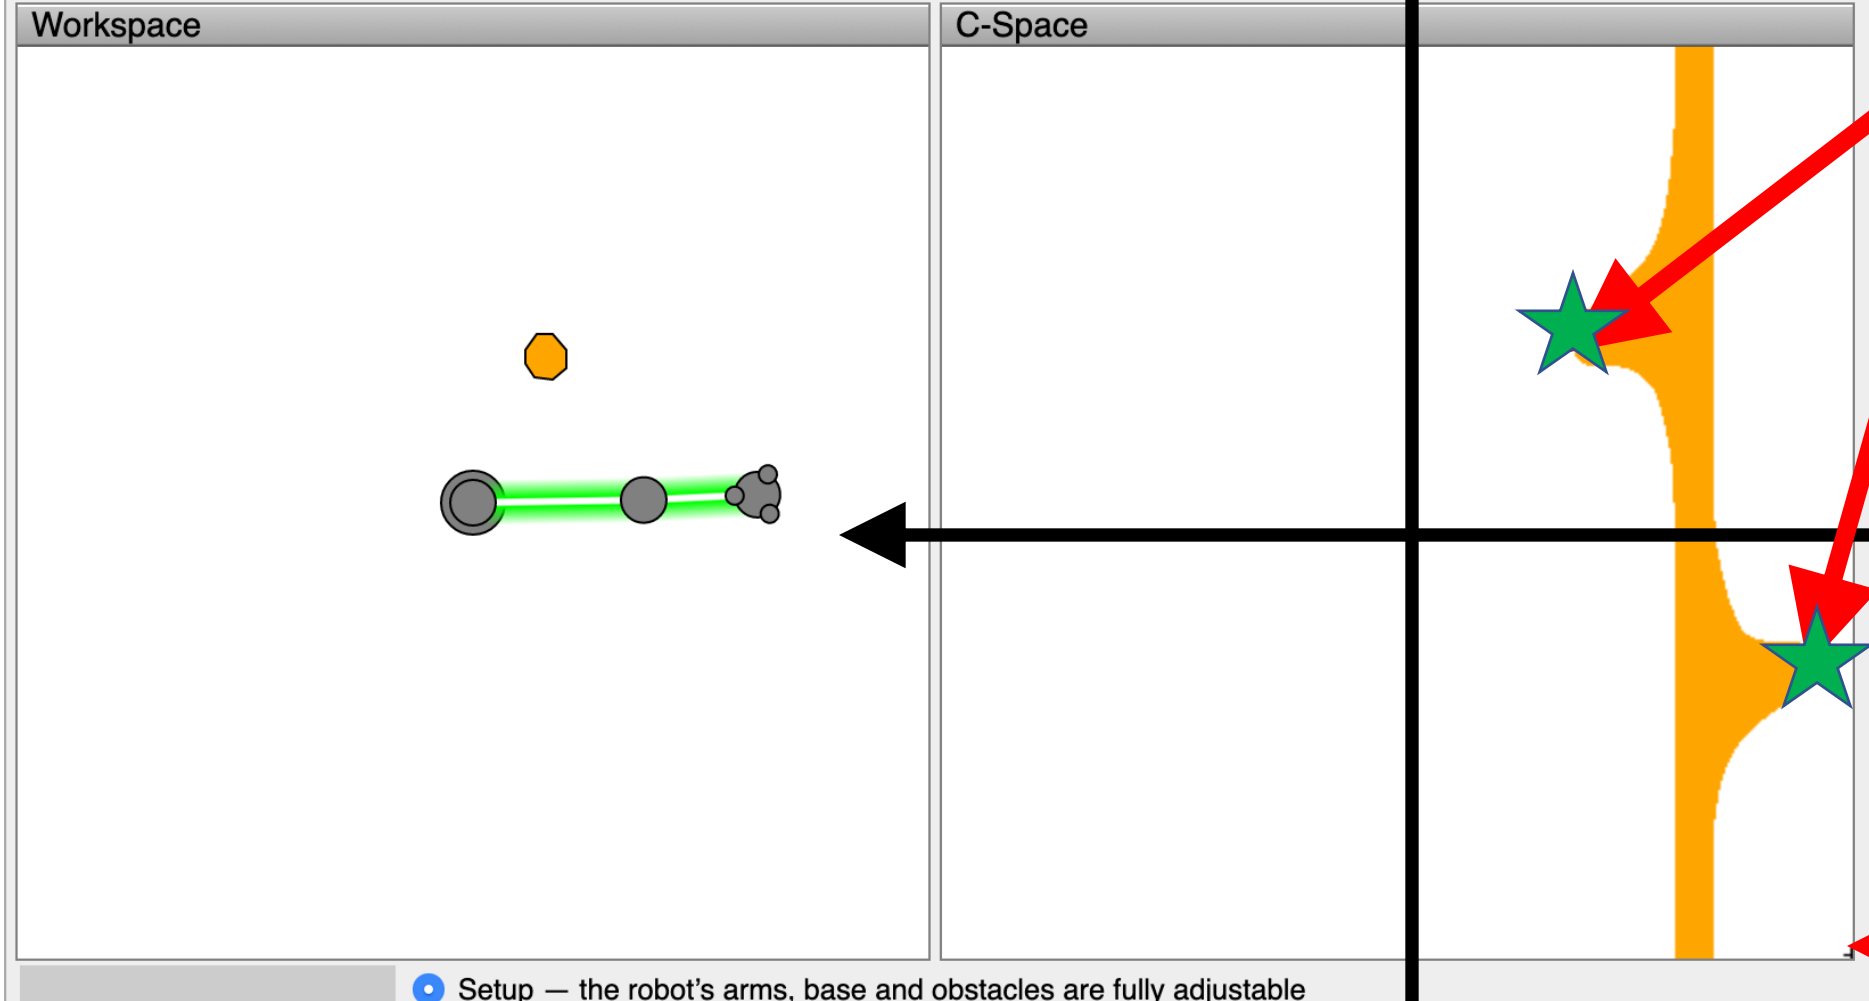 Workspace
C-Space
Setup — the robot's arms, base and obstacles are fully adjustable